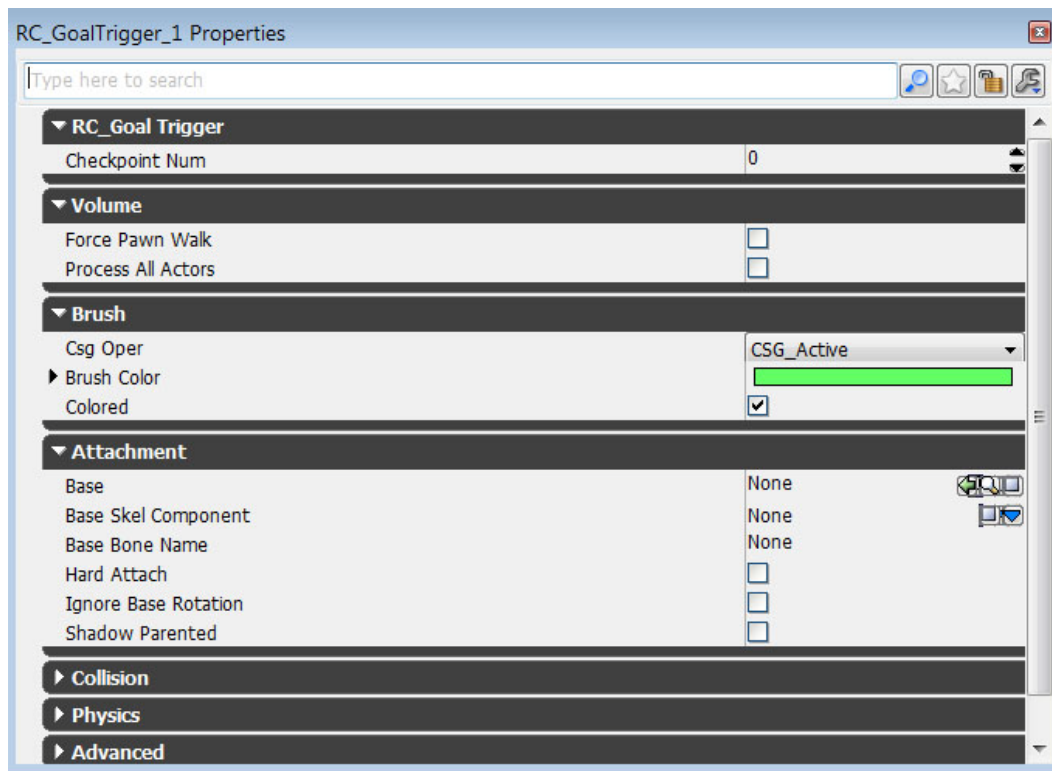 RC_GoalTrigger_1 Properties
Type here to search
RC_Goal Trigger
Checkpoint Num 0
Volume
Force Pawn Walk
Process All Actors
Brush
Csg Oper CSG_Active
Brush Color
Colored
Attachment
Base None
Base Skel Component None
Base Bone Name None
Hard Attach
Ignore Base Rotation
Shadow Parented
Collision
Physics
Advanced